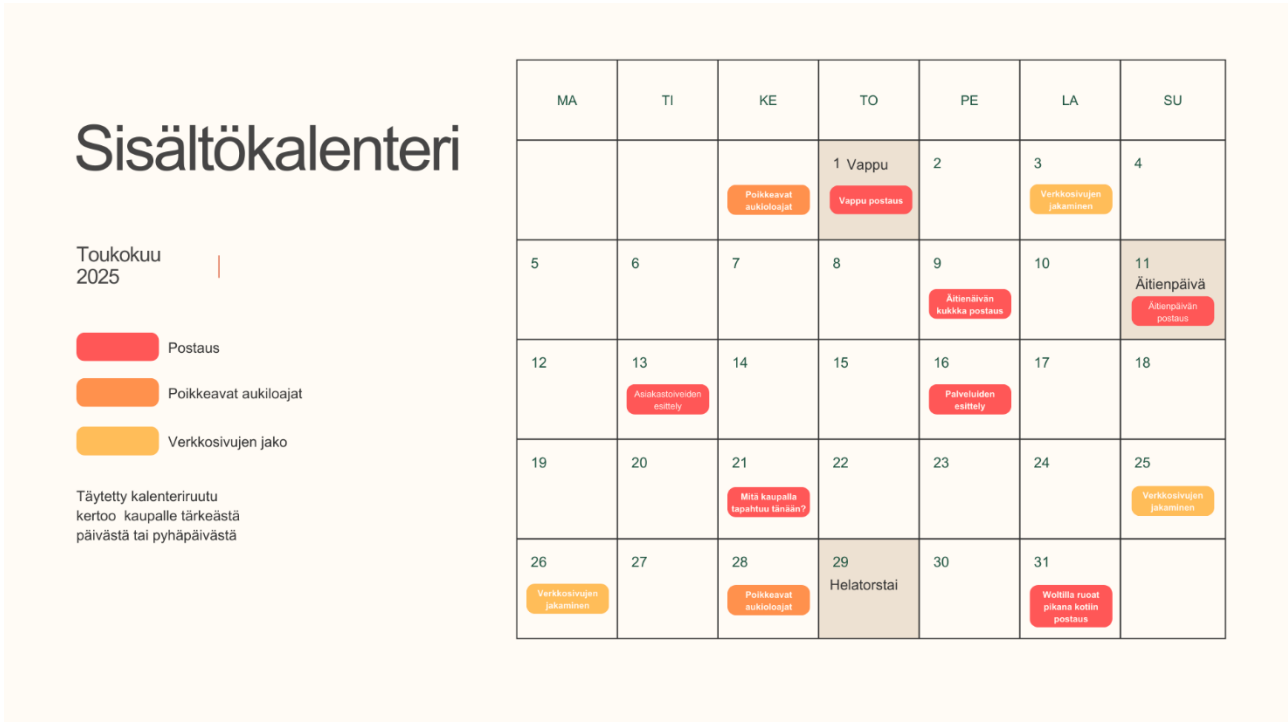 Sisältökalenteri
Toukokuu
2025
Postaus
Poikkeavat aukiloajat
Verkkosivujen jako
Täytetty kalenteriruutu
kertoo kaupalle tärkeästä
päivästä tai pyhäpäivästä
MA TI KE TO PE LA SU
Poikkeavat
aukioloajat
1 Vappu
Vappu postaus
2
3
Verkkosivujen
jakaminen
4
5
6
7
8
9
Äitienäivän
kukkka postaus
10
11
Äitienpäivä
Äitienpäivän
postaus
12
13
Asiakastoiveiden
esittely
14
15
16
Palveluiden
esittely
17
18
19
20
21
Mitä kaupalla
tapahtuu tänään?
22
23
24
25
Verkkosivujen
jakaminen
26
Verkkosivujen
jakaminen
27
28
Poikkeavat
aukioloajat
29
Helatorstai
30
31
Woltilla ruoat
pikana kotiin
postaus